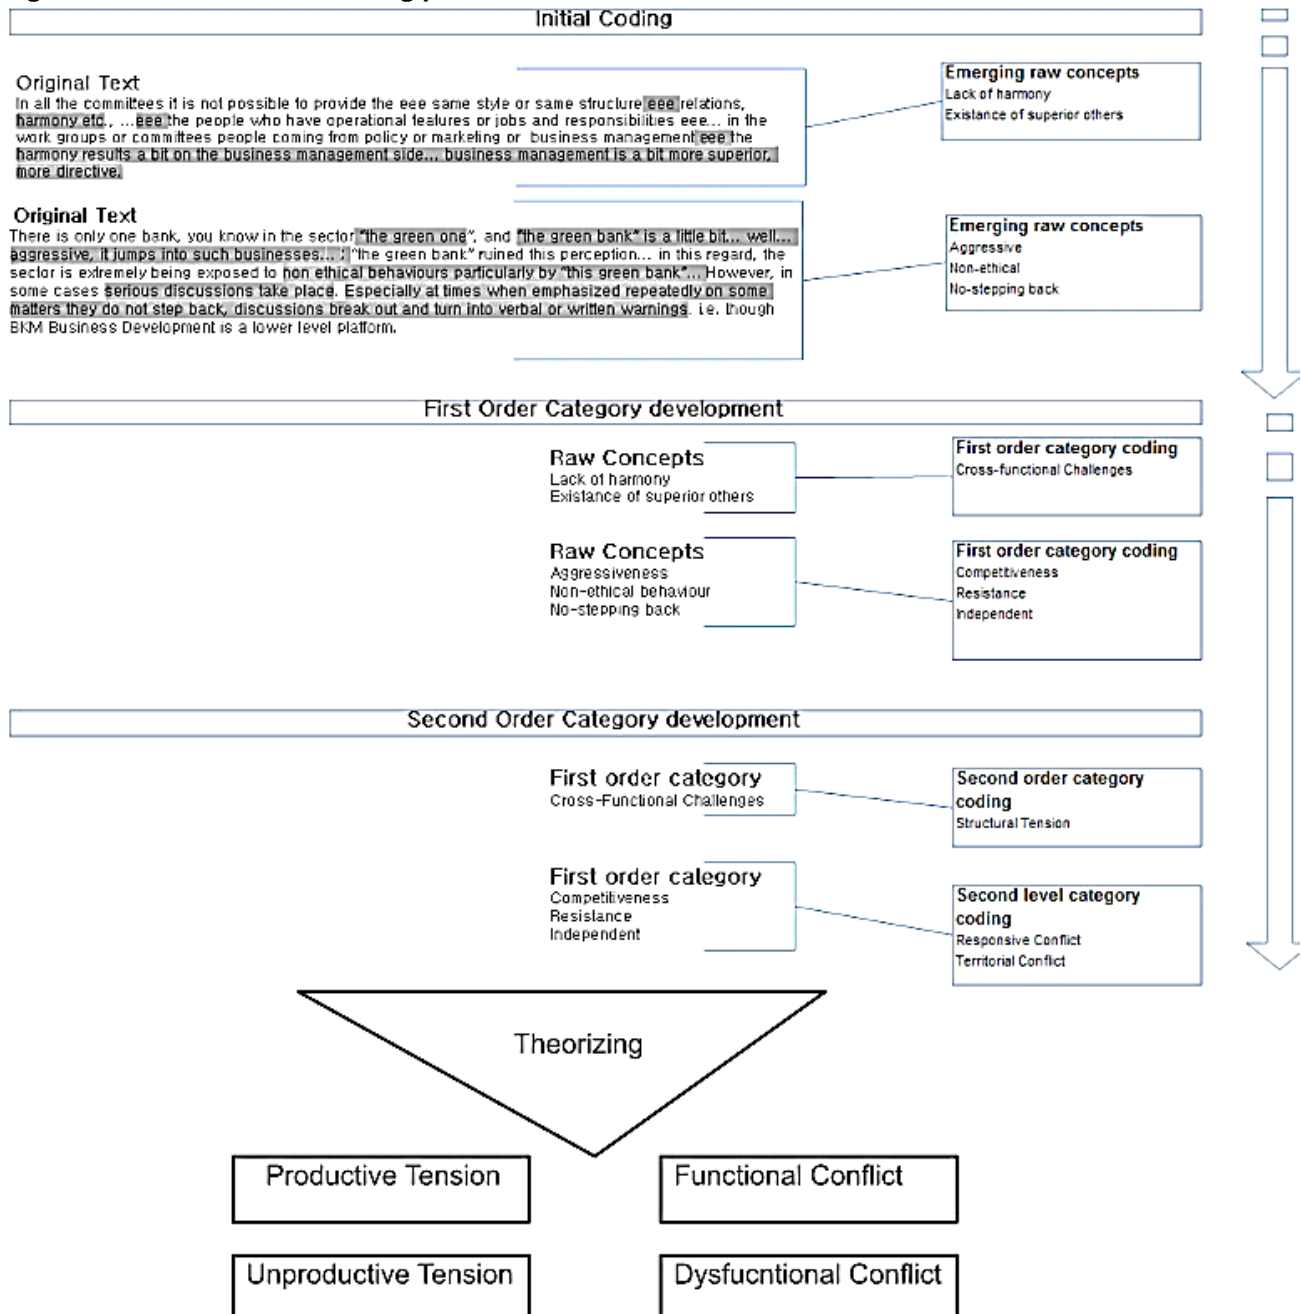 Initial Coding
Original Text
In all the committees it is not possible to provide the eee same style or same structure eee relations,
harmony etc., ...eee the people who have operational features or jobs and responsibilities eee... in the
work groups or committees people coming from policy or marketing or business management eee the
harmony results a bit on the business management side... business management is a bit more superior,
more directive.
Emerging raw concepts
Lack of harmony
Existance of superior others
Original Text
There is only one bank, you know in the sector "the green one", and "the green bank" is a little bit... well...
aggressive, it jumps into such businesses... : "the green bank" ruined this perception... in this regard, the
sector is extremely being exposed to non ethical behaviours particularly by "this green bank"... However, in
some cases serious discussions take place. Especially at times when emphasized repeatedly on some
matters they do not step back, discussions break out and turn into verbal or written warnings. i.e. though
BKM Business Development is a lower level platform.
Emerging raw concepts
Aggressive
Non-ethical
No-stepping back
First Order Category development
Raw Concepts
Lack of harmony
Existance of superior others
First order category coding
Cross-functional Challenges
Raw Concepts
Aggressiveness
Non-ethical behaviour
No-stepping back
First order category coding
Competitiveness
Resistance
Independent
Second Order Category development
First order category
Cross-Functional Challenges
Second order category
coding
Structural Tension
First order category
Competitiveness
Resistance
Independent
Second level category
coding
Responsive Conflict
Territorial Conflict
Theorizing
Productive Tension
Functional Conflict
Unproductive Tension
Dysfucntional Conflict